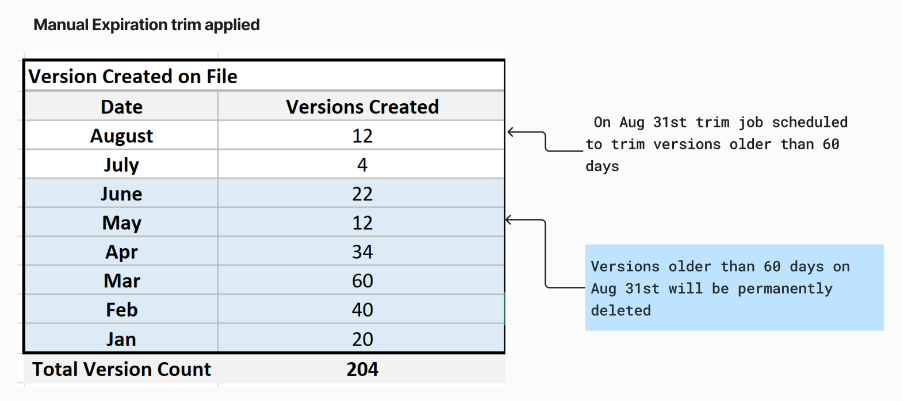 Manual Expiration trim applied
Version Created on File
Date Versions Created
August 12
July 4
June 22
May 12
Apr 34
Mar 60
Feb 40
Jan 20
Total Version Count 204
On Aug 31st trim job scheduled
to trim versions older than 60
days
Versions older than 60 days on
Aug 31st will be permanently
deleted